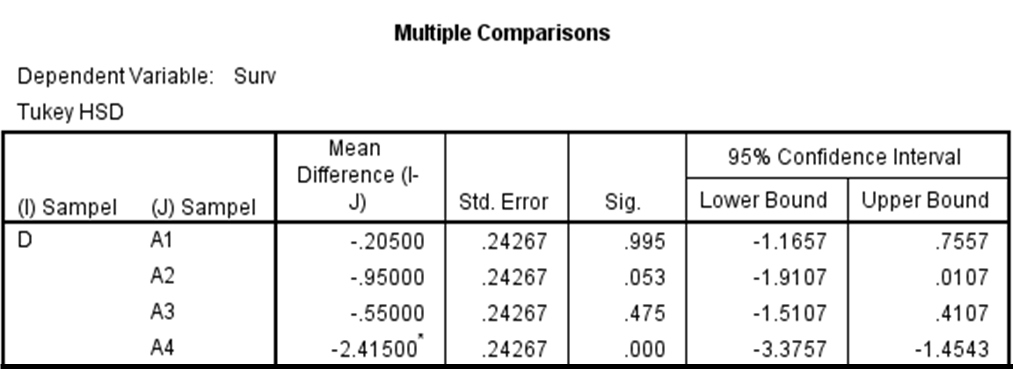 Multiple Comparisons
Dependent Variable: Surv
Tukey HSD
(I) Sampel (J) Sampel Mean Difference (I-J) Std. Error Sig. 95% Confidence Interval
Lower Bound Upper Bound
D A1 -.20500 .24267 .995 -1.1657 .7557
A2 -.95000 .24267 .053 -1.9107 .0107
A3 -.55000 .24267 .475 -1.5107 .4107
A4 -2.41500* .24267 .000 -3.3757 -1.4543